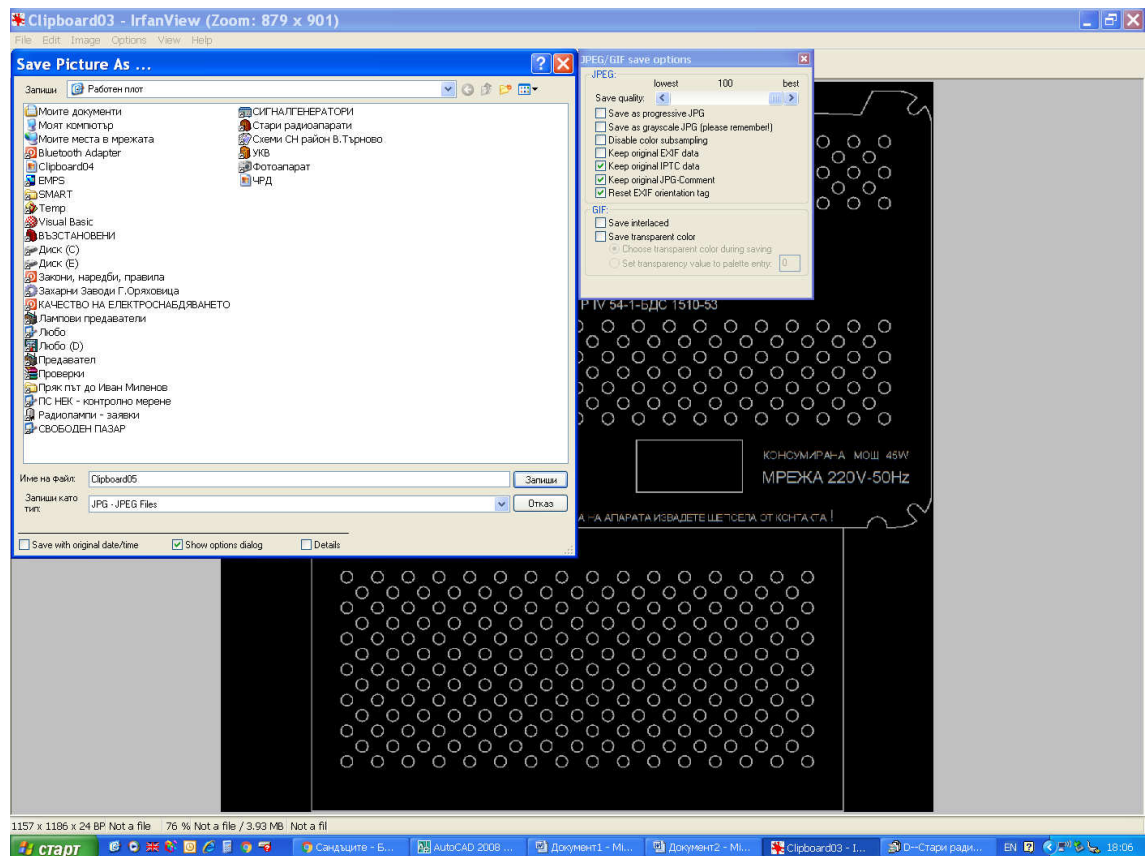 Clipboard03 - IrfanView (Zoom: 879 x 901)
File Edit Image Options View Help
Save Picture As ...
Запиши Работен плот
Моите документи
Моят компютър
Моите места в мрежата
Bluetooth Adapter
Clipboard04
EMPS
SMART
Temp
Visual Basic
ВЪЗСТАНОВЕНИ
Диск (C)
Диск (E)
Закони, наредби, правила
Захарни Заводи Г.Оряховица
КАЧЕСТВО НА ЕЛЕКТРОСНАБДЯВАНЕТО
Лампови предаватели
Любо
Любо (D)
Предавател
Проверки
Пряк път до Иван Миленов
ПС НЕК - контролно мерене
Радиолампи - заявки
СВОБОДЕН ПАЗАР
СИГНАЛГЕНЕРАТОРИ
Стари радиоапарати
Схеми СН район В.Търново
УКВ
Фотоапарат
ЧРД
Име на файл: Clipboard05 Запиши
Запиши като тип: JPG - JPEG Files Отказ
Save with original date/time Show options dialog Details
JPEG/GIF save options
JPEG:
lowest 100 best
Save quality:
Save as progressive JPG
Save as grayscale JPG (please remember!)
Disable color subsampling
Keep original EXIF data
Keep original IPTC data
Keep original JPG-Comment
Reset EXIF orientation tag
GIF:
Save interlaced
Save transparent color
Choose transparent color during saving
Set transparency value to palette entry: 0
Р IV 54-1-БДС 1510-53
КОНСУМИРАНА МОЩ 45W
МРЕЖА 220V-50Hz
НА АПАРАТА ИЗВАДЕТЕ ЩЕПСЕЛА ОТ КОНТАКТА !
1157 x 1186 x 24 BP Not a file 76 % Not a file / 3.93 MB Not a fil
старт Сандъците - Б... AutoCAD 2008 ... Документ1 - Mi... Документ2 - Mi... Clipboard03 - I... D--Стари ради... EN 18:06